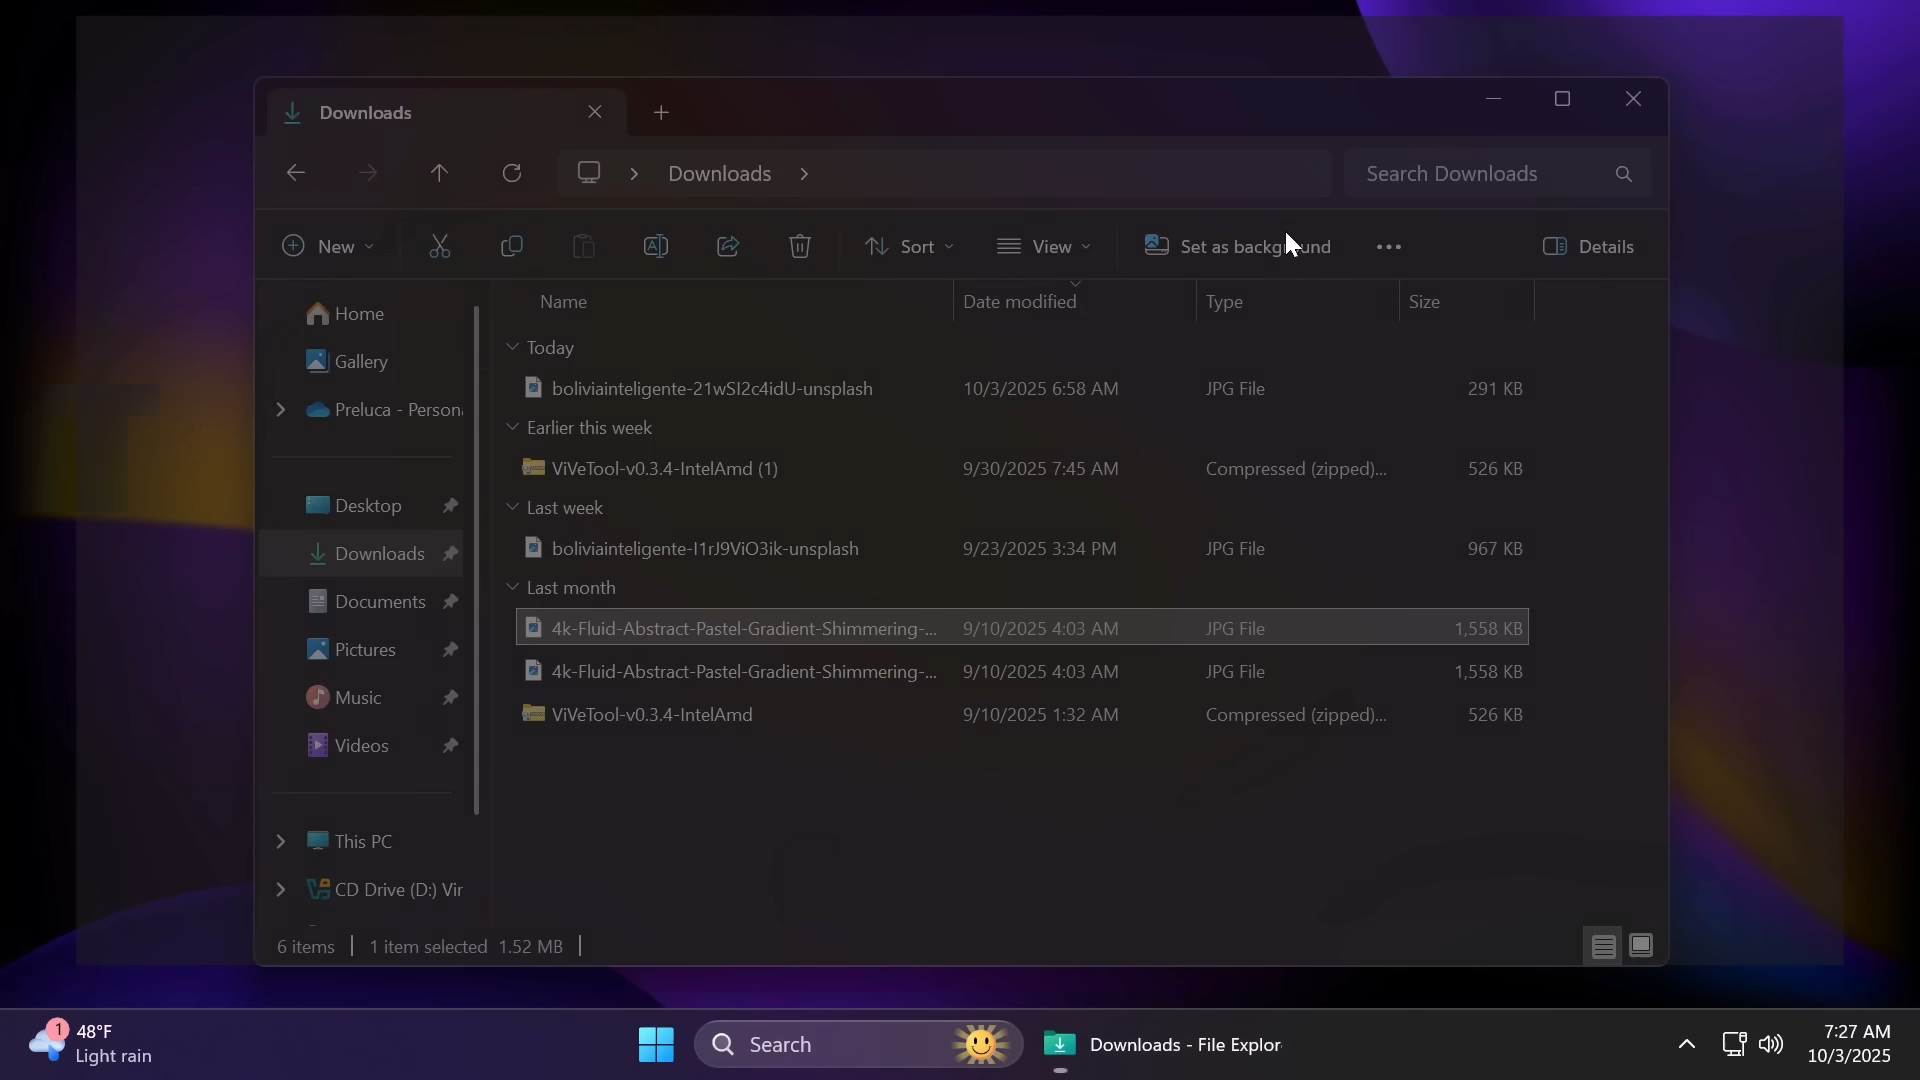 Downloads
Downloads
Search Downloads
New
Sort
View
Set as background
Details
Home
Gallery
Preluca - Persona
Desktop
Downloads
Documents
Pictures
Music
Videos
This PC
CD Drive (D:) Vir
Name Date modified Type Size
Today
boliviainteligente-21wSI2c4idU-unsplash 10/3/2025 6:58 AM JPG File 291 KB
Earlier this week
ViVeTool-v0.3.4-IntelAmd (1) 9/30/2025 7:45 AM Compressed (zipped)... 526 KB
Last week
boliviainteligente-I1rJ9ViO3ik-unsplash 9/23/2025 3:34 PM JPG File 967 KB
Last month
4k-Fluid-Abstract-Pastel-Gradient-Shimmering-... 9/10/2025 4:03 AM JPG File 1,558 KB
4k-Fluid-Abstract-Pastel-Gradient-Shimmering-... 9/10/2025 4:03 AM JPG File 1,558 KB
ViVeTool-v0.3.4-IntelAmd 9/10/2025 1:32 AM Compressed (zipped)... 526 KB
6 items 1 item selected 1.52 MB
1
48°F
Light rain
Search
Downloads - File Explor
7:27 AM
10/3/2025